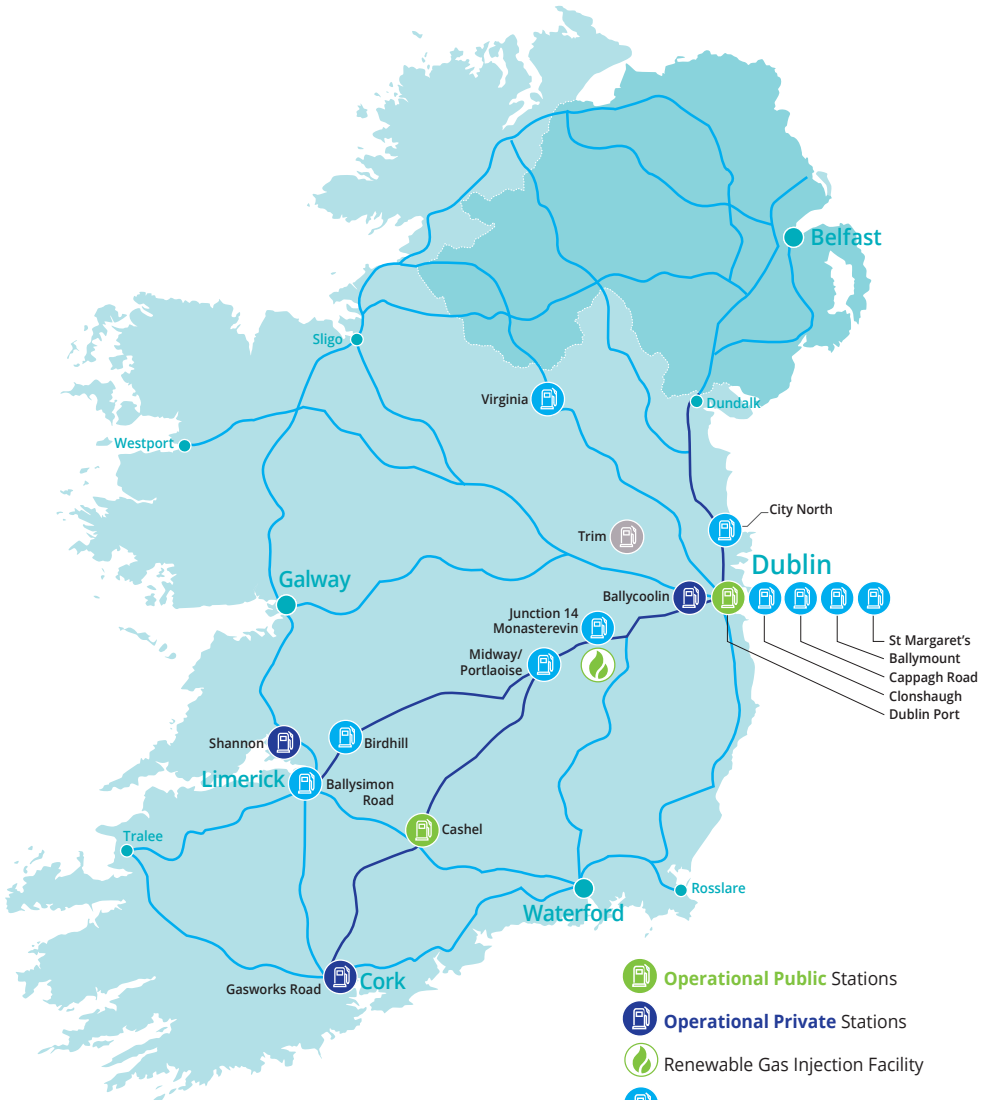 Belfast
Sligo
Virginia
Dundalk
Westport
City North
Trim
Dublin
Galway
Ballycoolin
Junction 14
Monasterevin
Midway/
Portlaoise
St Margaret's
Ballymount
Cappagh Road
Clonshaugh
Dublin Port
Shannon
Birdhill
Limerick
Ballysimon
Road
Tralee
Cashel
Rosslare
Waterford
Gasworks Road
Cork
Operational Public Stations
Operational Private Stations
Renewable Gas Injection Facility